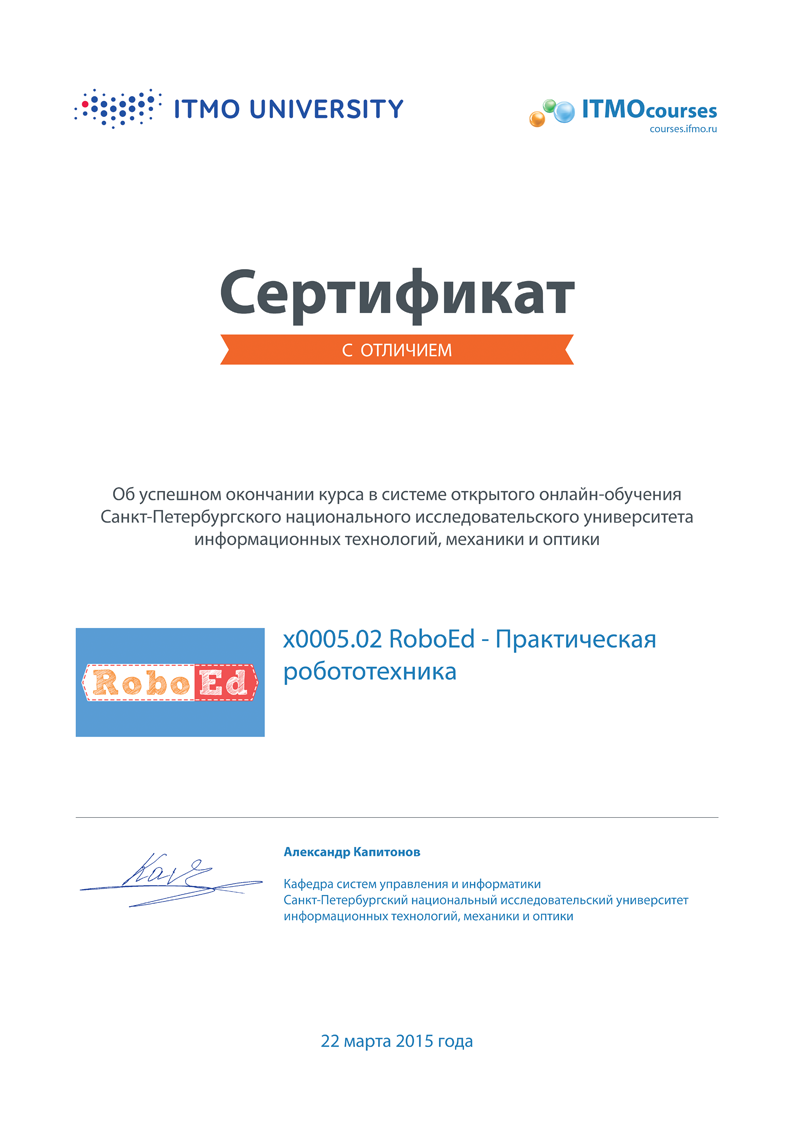 ITMO UNIVERSITY
ITMOcourses
courses.ifmo.ru
Сертификат
С ОТЛИЧИЕМ
Об успешном окончании курса в системе открытого онлайн-обучения
Санкт-Петербургского национального исследовательского университета
информационных технологий, механики и оптики
RoboEd
x0005.02 RoboEd - Практическая
робототехника
Александр Капитонов
Кафедра систем управления и информатики
Санкт-Петербургский национальный исследовательский университет
информационных технологий, механики и оптики
22 марта 2015 года